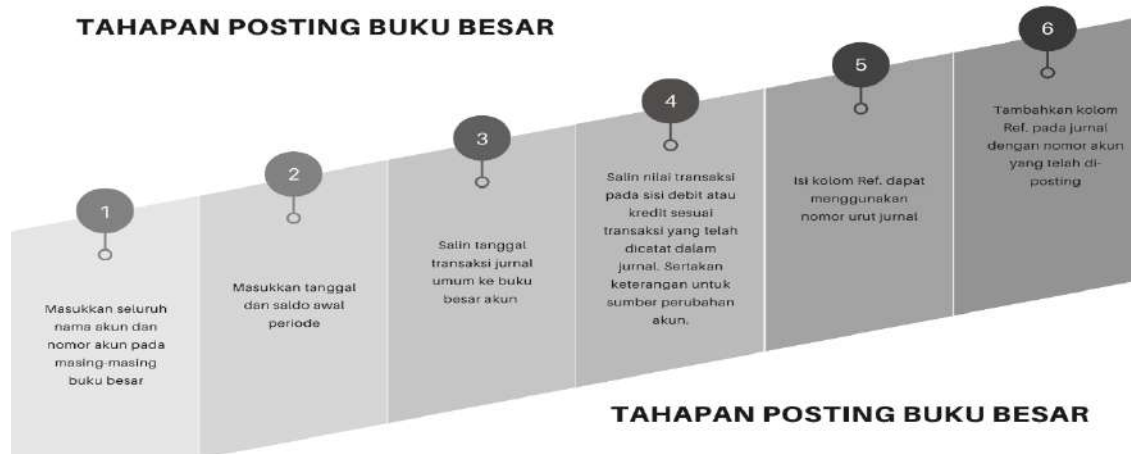 TAHAPAN POSTING BUKU BESAR
1
Masukkan seluruh
nama akun dan
nomor akun pada
masing-masing
buku besar
2
Masukkan tanggal
dan saldo awal
periode
3
Salin tanggal
transaksi jurnal
umum ke buku
besar akun
4
Salin nilai transaksi
pada sisi debit atau
kredit sesuai
transaksi yang telah
dicatat dalam
jurnal. Sertakan
keterangan untuk
sumber perubahan
akun.
5
Isi kolom Ref. dapat
menggunakan
nomor urut jurnal
6
Tambahkan kolom
Ref. pada jurnal
dengan nomor akun
yang telah di-
posting
TAHAPAN POSTING BUKU BESAR